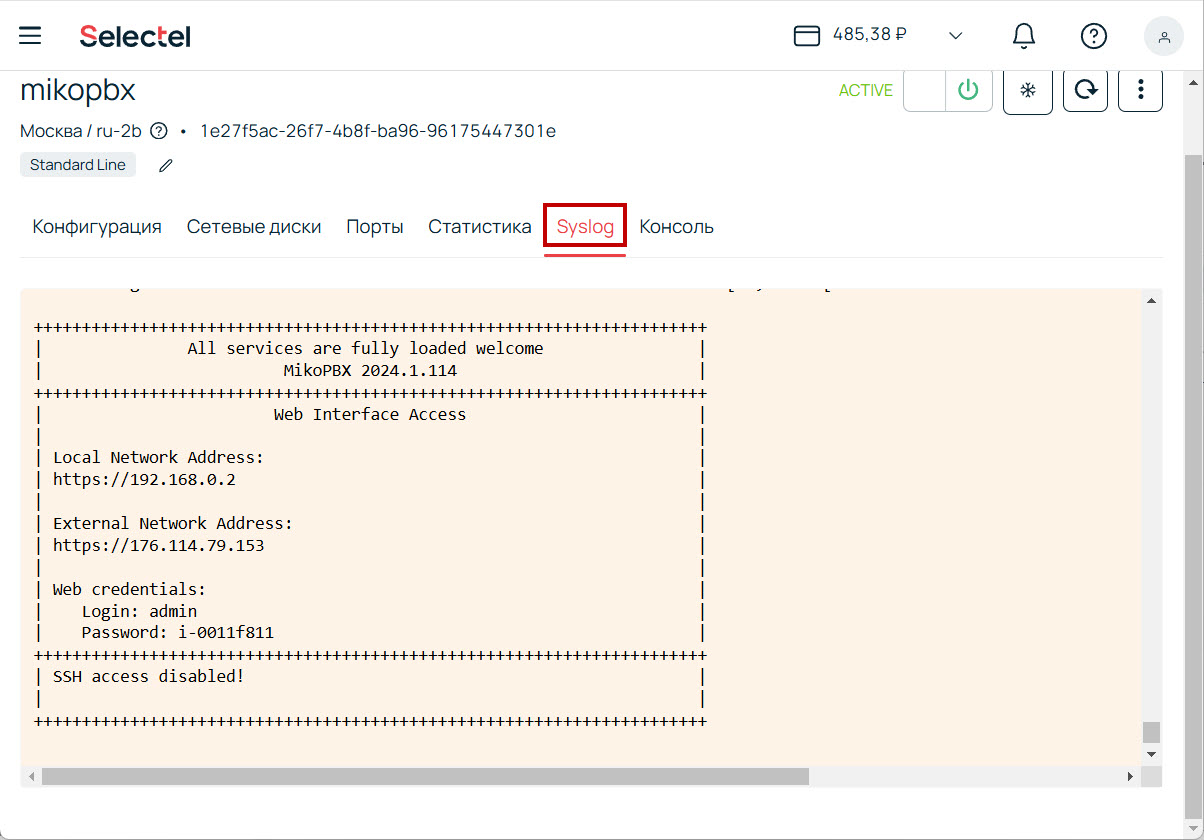 Selectel
485,38 ₽
mikopbx
ACTIVE
Москва / ru-2b • 1e27f5ac-26f7-4b8f-ba96-96175447301e
Standard Line
Конфигурация Сетевые диски Порты Статистика Syslog Консоль
++++++++++++++++++++++++++++++++++++++++++++++++++++++++++++++++++++++
| All services are fully loaded welcome |
| MikoPBX 2024.1.114 |
++++++++++++++++++++++++++++++++++++++++++++++++++++++++++++++++++++++
| Web Interface Access |
| |
| Local Network Address: |
| https://192.168.0.2 |
| |
| External Network Address: |
| https://176.114.79.153 |
| |
| Web credentials: |
| Login: admin |
| Password: i-0011f811 |
++++++++++++++++++++++++++++++++++++++++++++++++++++++++++++++++++++++
| SSH access disabled! |
| |
++++++++++++++++++++++++++++++++++++++++++++++++++++++++++++++++++++++